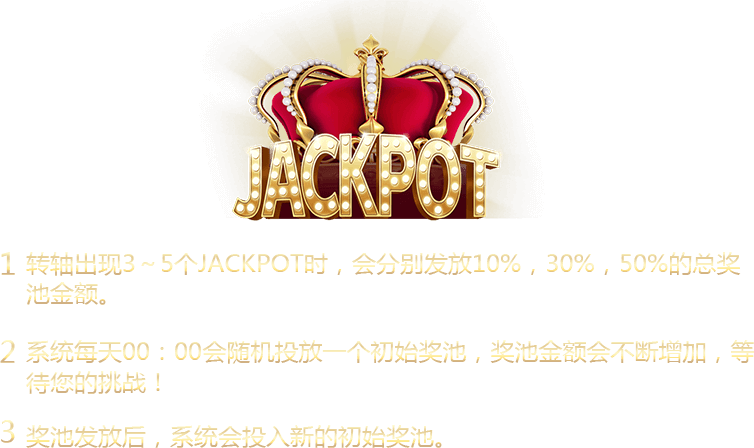 JACKPOT
1 转轴出现3～5个JACKPOT时，会分别发放10%，30%，50%的总奖
池金额。
2 系统每天00：00会随机投放一个初始奖池，奖池金额会不断增加，等
待您的挑战！
3 奖池发放后，系统会投入新的初始奖池。